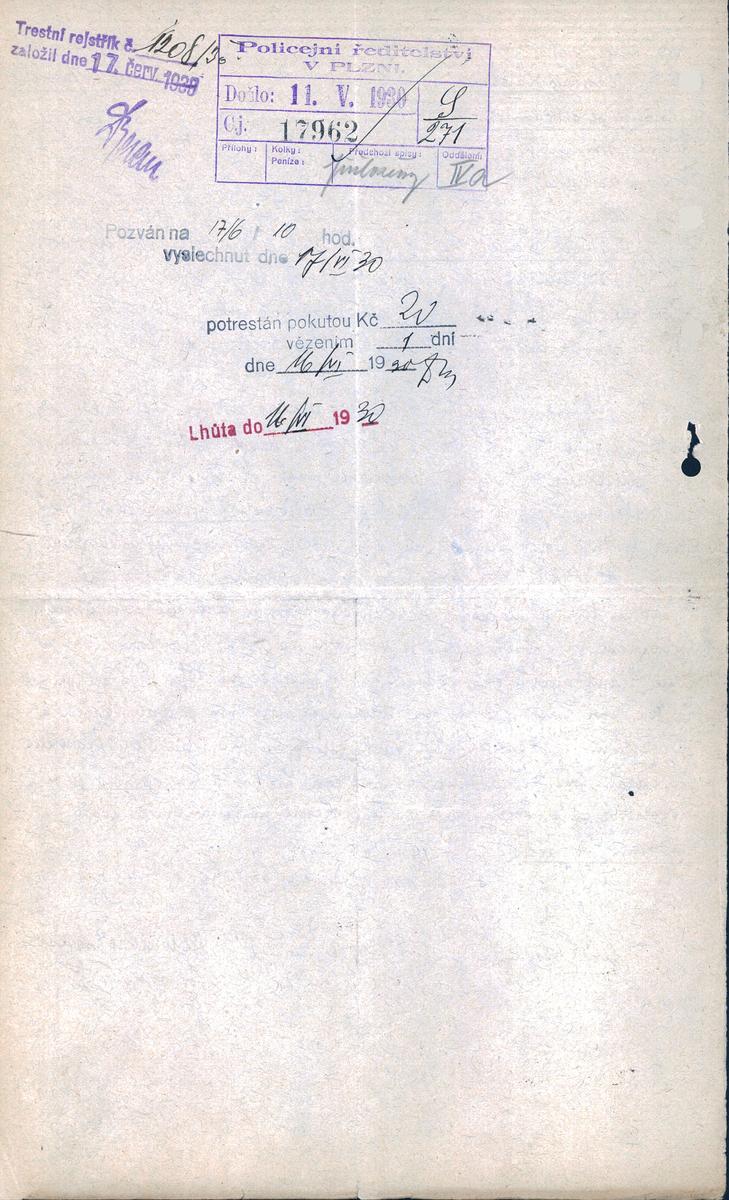 Trestní rejstřík č. 1208/30
založil dne 17. červ. 1930
Policejní ředitelství
V PLZNI.
Došlo: 11. V. 1930
Čj. 17962
S
271
Přílohy:
Kolky:
Peníze:
Předchozí spisy:
Oddělení:
IVa
Pozván na 17/6 10 hod.
vyslechnut dne 17/VI 30
potrestán pokutou Kč 20
vězením 1 dní
dne 16/VI 1930
Lhůta do 16/VI 1930